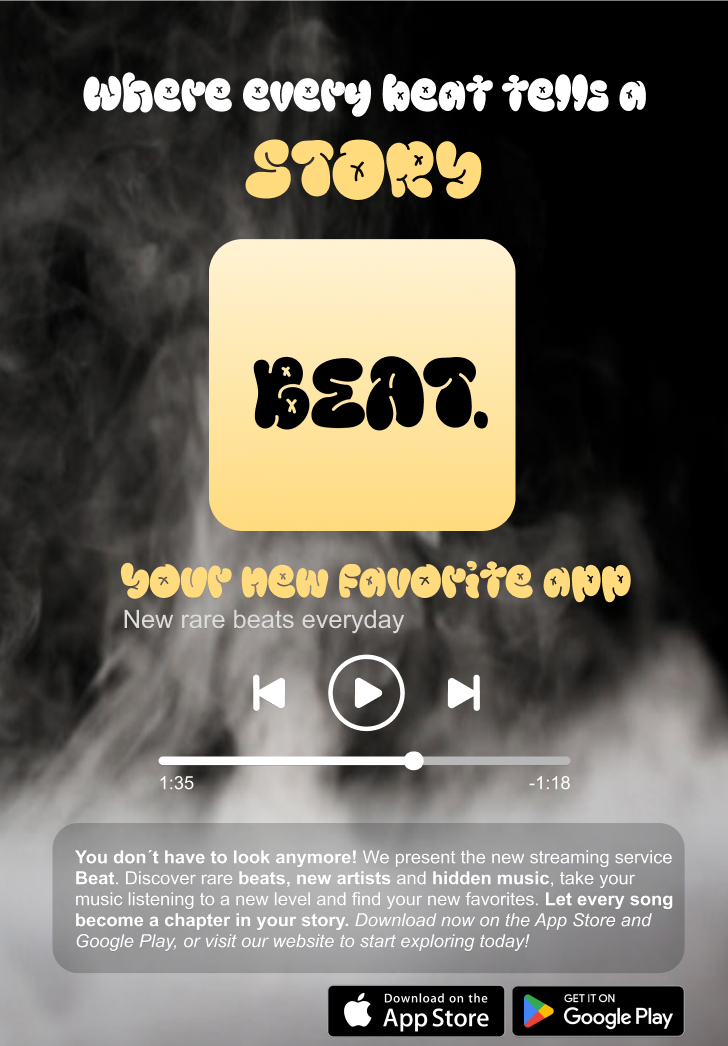 where every beat tells a
STORY
BEAT.
your new favorite app
New rare beats everyday
1:35
-1:18
You don´t have to look anymore! We present the new streaming service
Beat. Discover rare beats, new artists and hidden music, take your
music listening to a new level and find your new favorites. Let every song
become a chapter in your story. Download now on the App Store and
Google Play, or visit our website to start exploring today!
Download on the
App Store
GET IT ON
Google Play